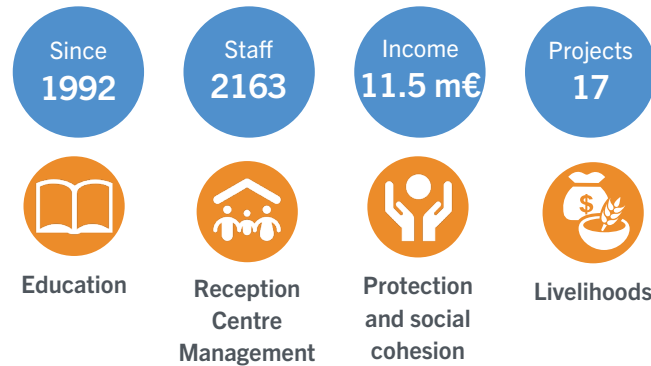 Since
1992
Staff
2163
Income
11.5 m€
Projects
17
$
Education
Reception
Centre
Management
Protection
and social
cohesion
Livelihoods